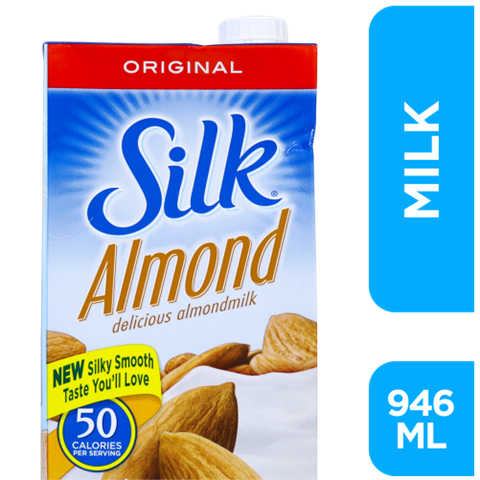 ORIGINAL
Silk
Almond
delicious almondmilk
NEW Silky Smooth
Taste You'll Love
50
CALORIES
PER SERVING
MILK
946
ML